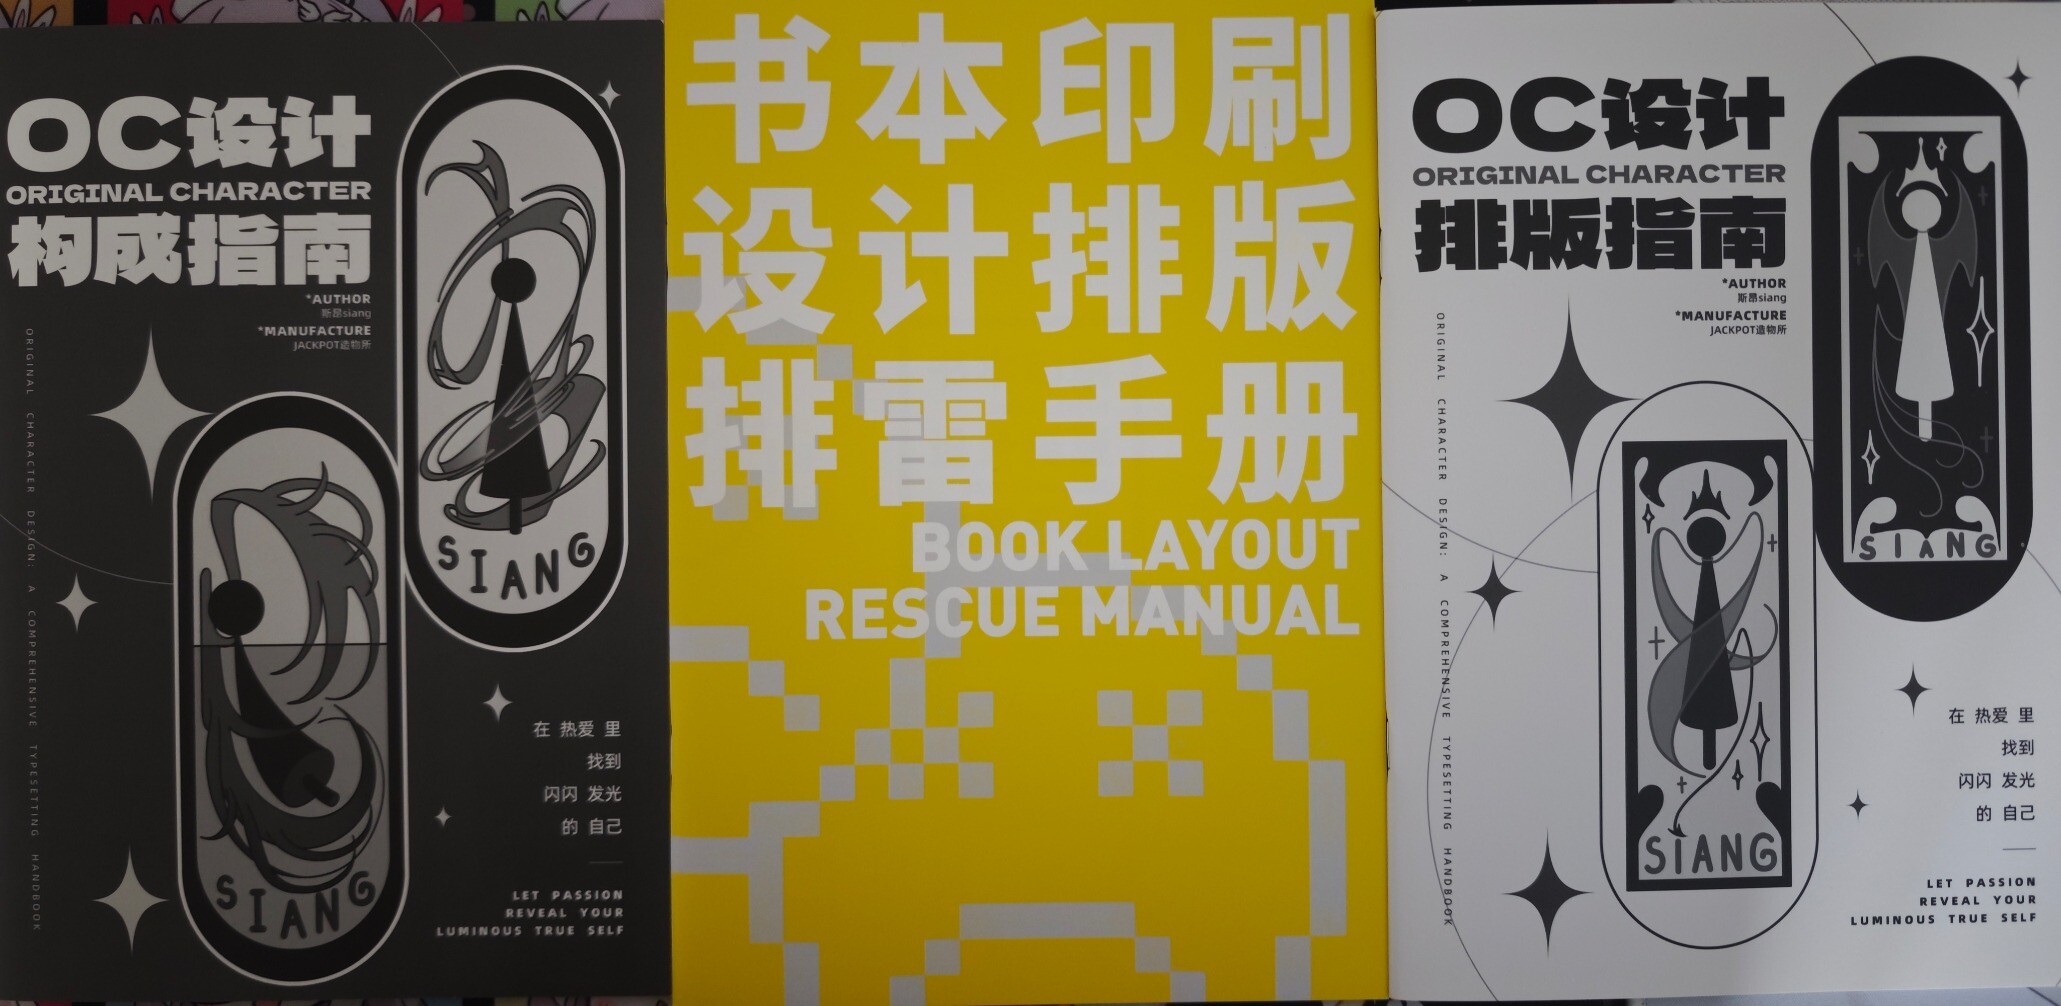 OC设计
ORIGINAL CHARACTER
构成指南
*AUTHOR
斯昂siang
*MANUFACTURE
JACKPOT造物所
ORIGINAL CHARACTER DESIGN: A COMPREHENSIVE TYPESETTING HANDBOOK
SIANG
SIANG
在 热爱 里
找到
闪闪 发光
的 自己
LET PASSION
REVEAL YOUR
LUMINOUS TRUE SELF
书本印刷
设计排版
排雷手册
BOOK LAYOUT
RESCUE MANUAL
OC设计
ORIGINAL CHARACTER
排版指南
*AUTHOR
斯昂siang
*MANUFACTURE
JACKPOT造物所
ORIGINAL CHARACTER DESIGN: A COMPREHENSIVE TYPESETTING HANDBOOK
SIANG
SIANG
在 热爱 里
找到
闪闪 发光
的 自己
LET PASSION
REVEAL YOUR
LUMINOUS TRUE SELF